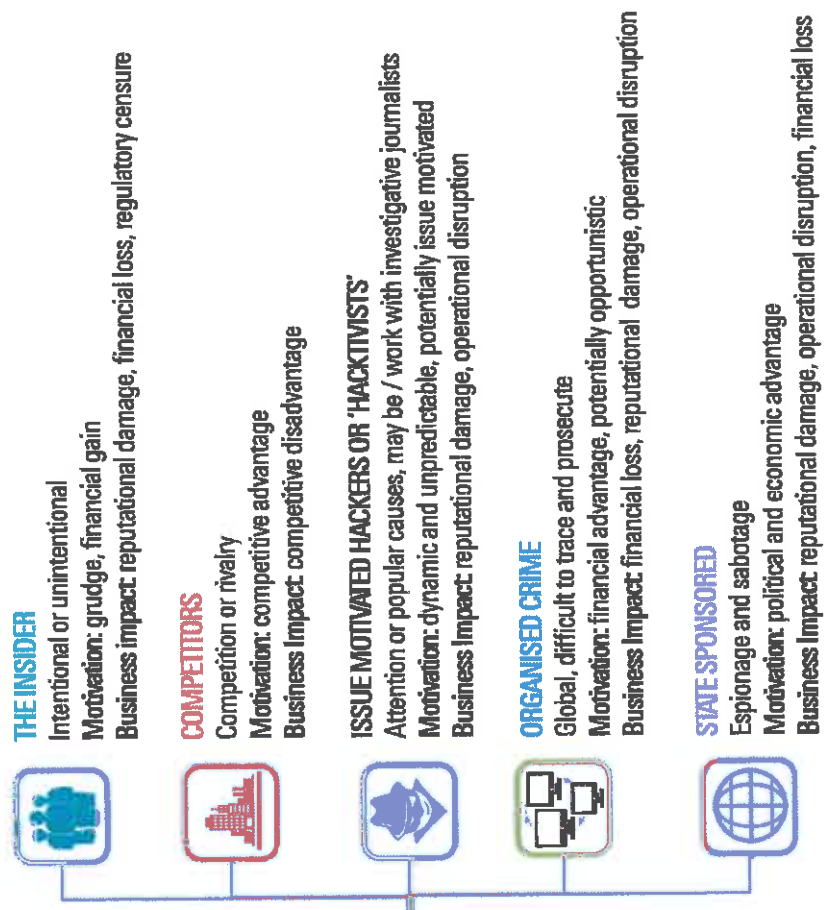 THE INSIDER
Intentional or unintentional
Motivation: grudge, financial gain
Business impact: reputational damage, financial loss, regulatory censure
COMPETITORS
Competition or rivalry
Motivation: competitive advantage
Business Impact: competitive disadvantage
ISSUE MOTIVATED HACKERS OR 'HACKTIVISTS'
Attention or popular causes, may be / work with investigative journalists
Motivation: dynamic and unpredictable, potentially issue motivated
Business Impact: reputational damage, operational disruption
ORGANISED CRIME
Global, difficult to trace and prosecute
Motivation: financial advantage, potentially opportunistic
Business Impact: financial loss, reputational damage, operational disruption
STATE SPONSORED
Espionage and sabotage
Motivation: political and economic advantage
Business Impact: reputational damage, operational disruption, financial loss